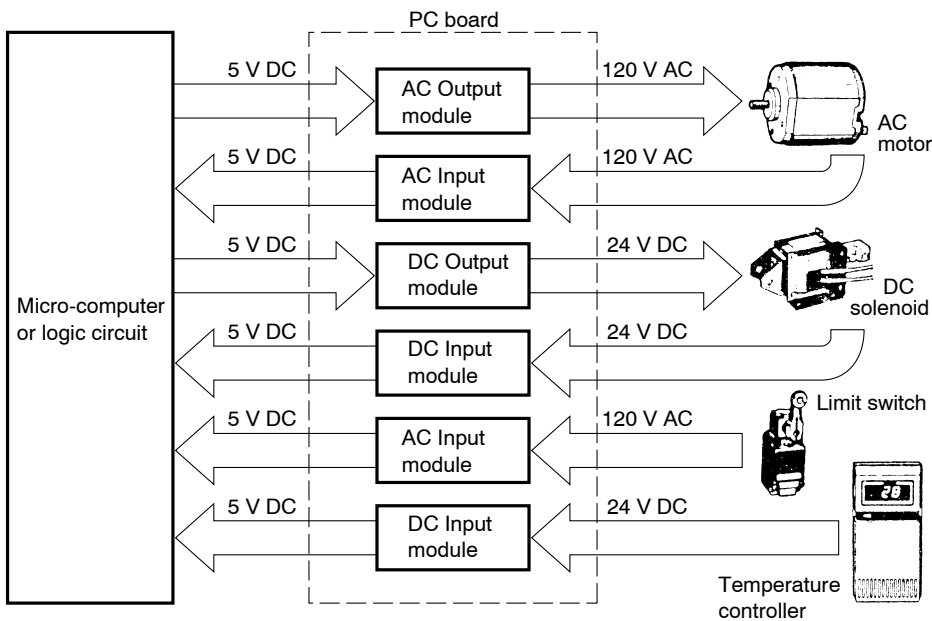 PC board
5 V DC
AC Output
module
120 V AC
AC
motor
5 V DC
AC Input
module
120 V AC
5 V DC
DC Output
module
24 V DC
DC
solenoid
Micro-computer
or logic circuit
5 V DC
DC Input
module
24 V DC
5 V DC
AC Input
module
120 V AC
Limit switch
5 V DC
DC Input
module
24 V DC
Temperature
controller